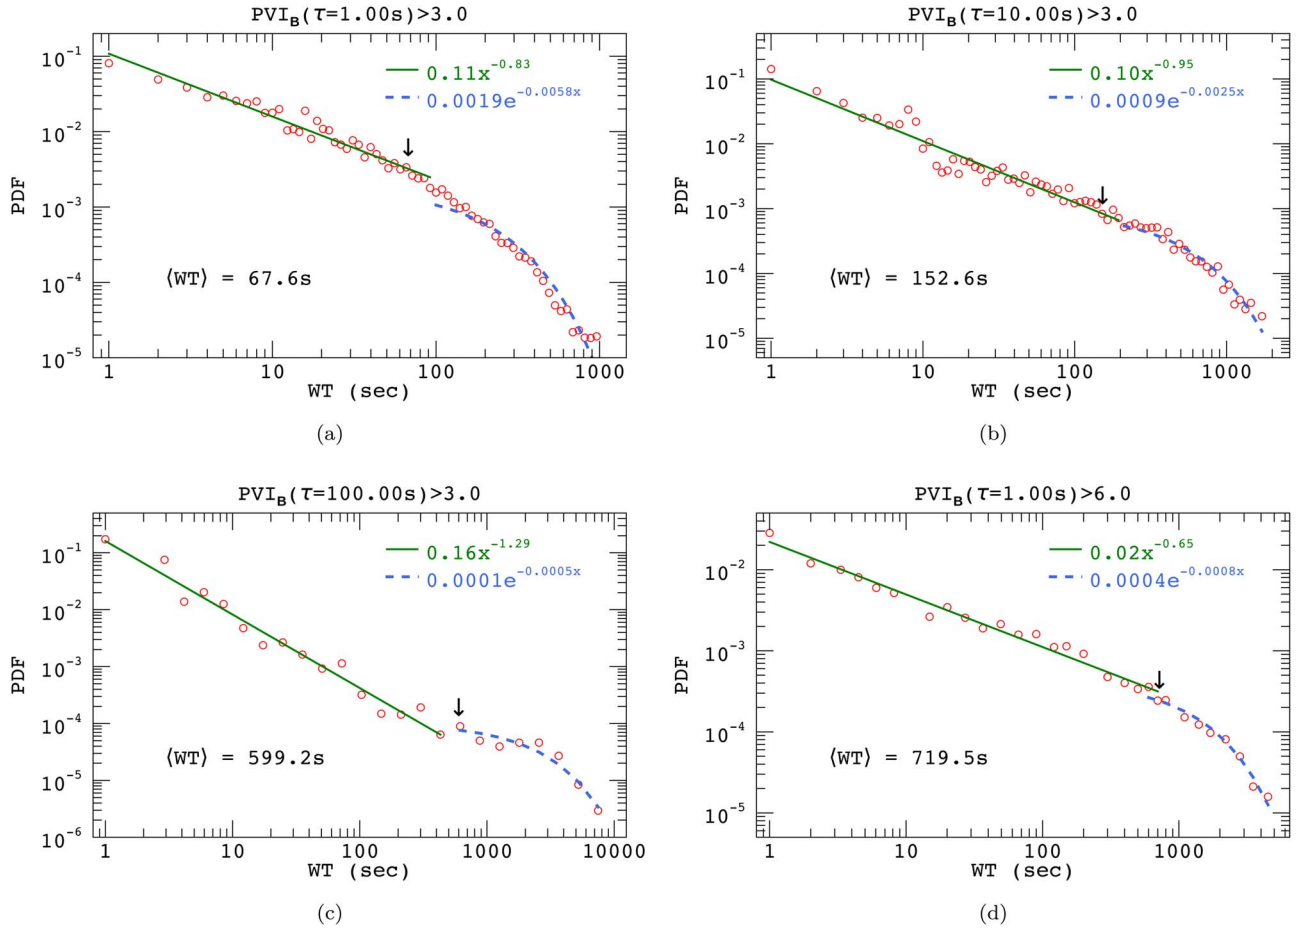 PVI_B(τ=1.00s)>3.0
10^-1
10^-2
10^-3
10^-4
10^-5
PDF
0.11x^-0.83
0.0019e^-0.0058x
↓
⟨WT⟩ = 67.6s
1 10 100 1000
WT (sec)
(a)
PVI_B(τ=10.00s)>3.0
10^-1
10^-2
10^-3
10^-4
10^-5
PDF
0.10x^-0.95
0.0009e^-0.0025x
↓
⟨WT⟩ = 152.6s
1 10 100 1000
WT (sec)
(b)
PVI_B(τ=100.00s)>3.0
10^-1
10^-2
10^-3
10^-4
10^-5
10^-6
PDF
0.16x^-1.29
0.0001e^-0.0005x
↓
⟨WT⟩ = 599.2s
1 10 100 1000 10000
WT (sec)
(c)
PVI_B(τ=1.00s)>6.0
10^-2
10^-3
10^-4
10^-5
PDF
0.02x^-0.65
0.0004e^-0.0008x
↓
⟨WT⟩ = 719.5s
1 10 100 1000
WT (sec)
(d)